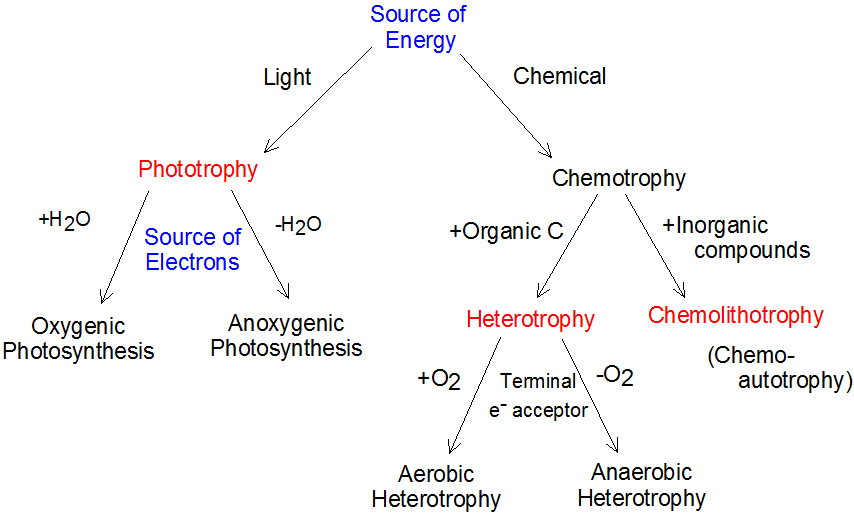 Source of
Energy
Light
Chemical
Phototrophy
Chemotrophy
+H2O
Source of
Electrons
-H2O
+Organic C
+Inorganic
compounds
Oxygenic
Photosynthesis
Anoxygenic
Photosynthesis
Heterotrophy
Chemolithotrophy
(Chemo-
autotrophy)
+O2
Terminal
e- acceptor
-O2
Aerobic
Heterotrophy
Anaerobic
Heterotrophy